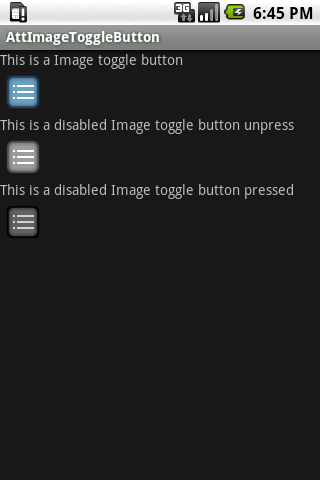 3G
6:45 PM
AttImageToggleButton
This is a Image toggle button
This is a disabled Image toggle button unpress
This is a disabled Image toggle button pressed